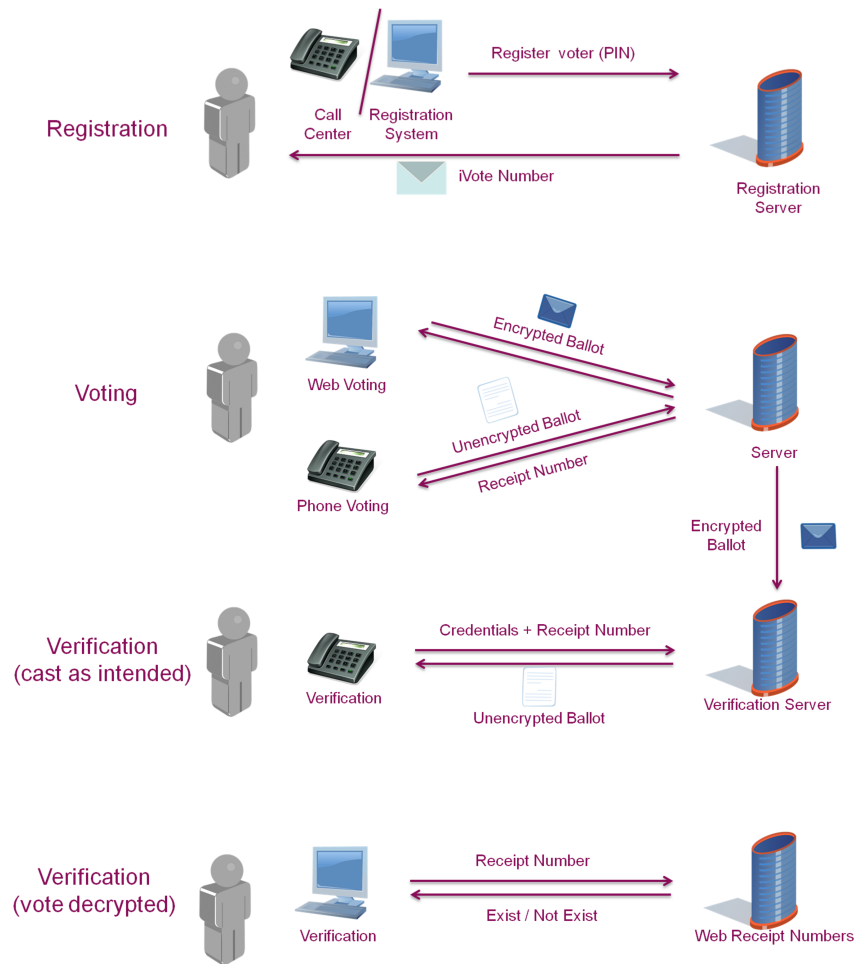 Register voter (PIN)
Call
Center
Registration
System
Registration
iVote Number
Registration
Server
Encrypted Ballot
Web Voting
Voting
Unencrypted Ballot
Receipt Number
Server
Phone Voting
Encrypted
Ballot
Verification
(cast as intended)
Credentials + Receipt Number
Verification
Unencrypted Ballot
Verification Server
Verification
(vote decrypted)
Receipt Number
Exist / Not Exist
Verification
Web Receipt Numbers